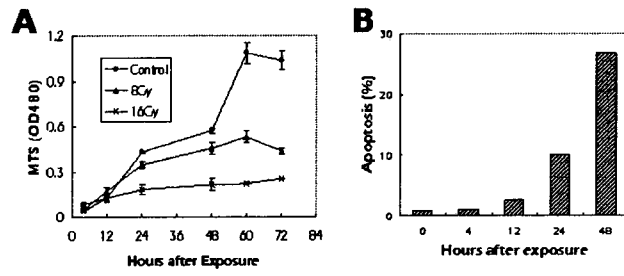 A
MTS (OD480)
1.2
0.9
0.6
0.3
0
Control
8Gy
16Gy
0 12 24 36 48 60 72 84
Hours after Exposure
B
Apoptosis (%)
30
20
10
0
0 4 12 24 48
Hours after exposure